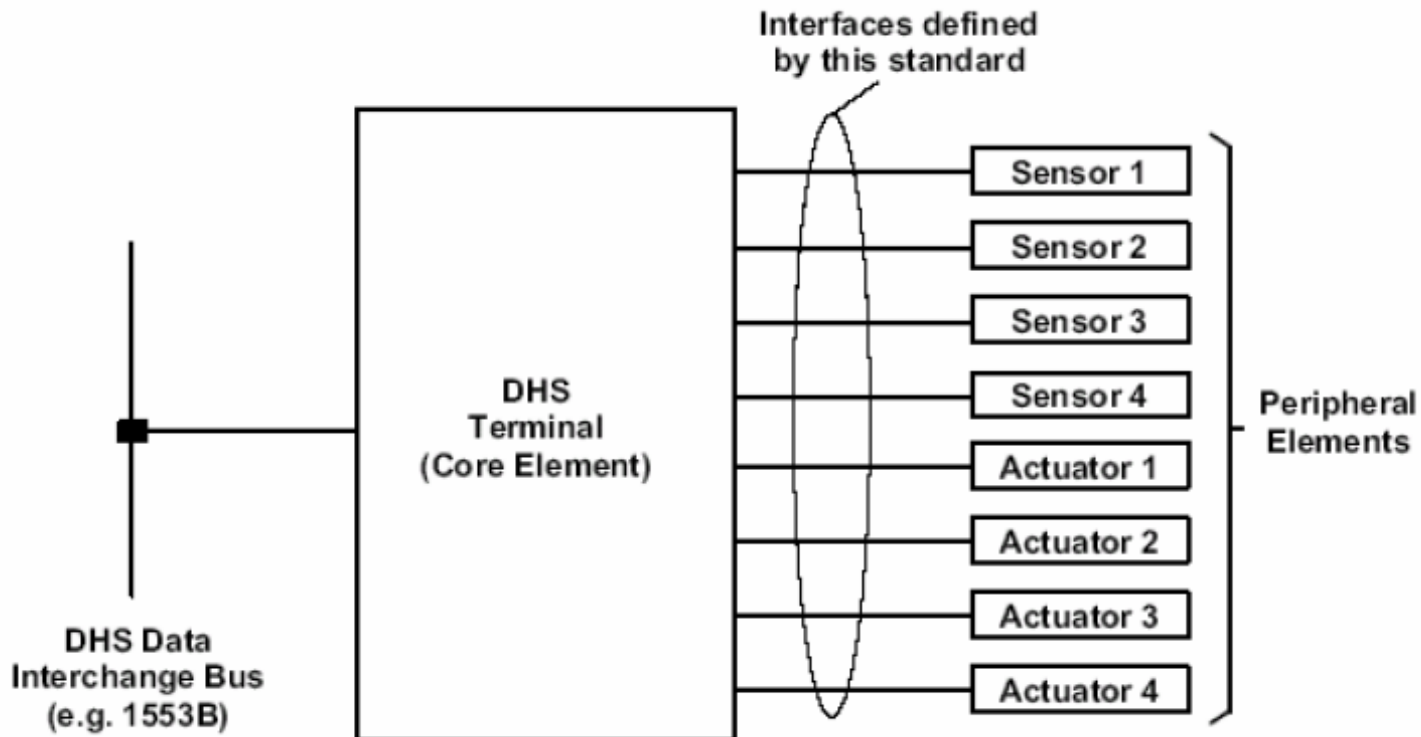 Interfaces defined
by this standard
Sensor 1
Sensor 2
Sensor 3
Sensor 4
Actuator 1
Actuator 2
Actuator 3
Actuator 4
Peripheral
Elements
DHS
Terminal
(Core Element)
DHS Data
Interchange Bus
(e.g. 1553B)